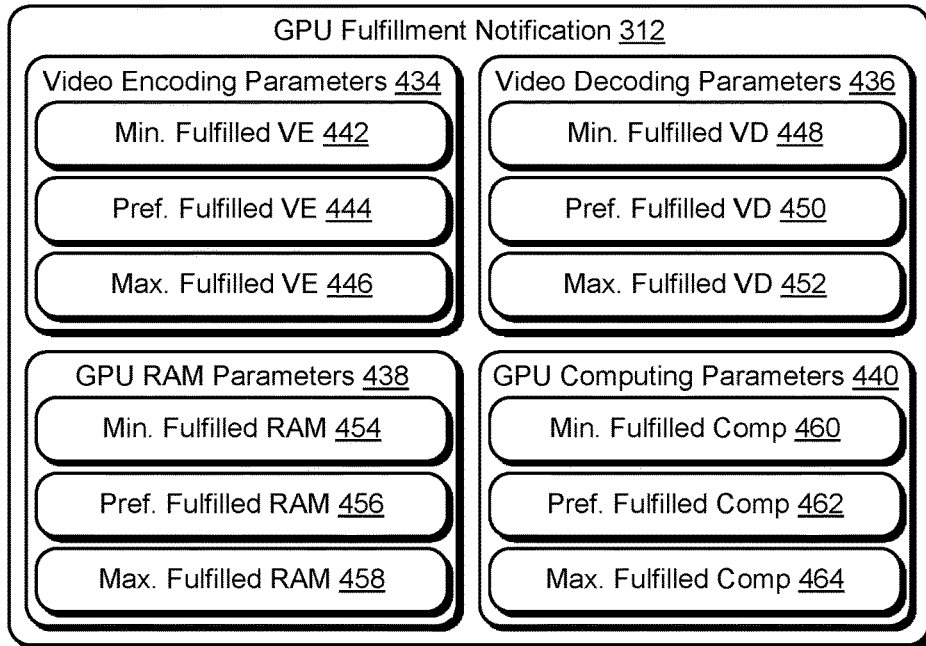 GPU Fulfillment Notification 312
Video Encoding Parameters 434
Min. Fulfilled VE 442
Pref. Fulfilled VE 444
Max. Fulfilled VE 446
Video Decoding Parameters 436
Min. Fulfilled VD 448
Pref. Fulfilled VD 450
Max. Fulfilled VD 452
GPU RAM Parameters 438
Min. Fulfilled RAM 454
Pref. Fulfilled RAM 456
Max. Fulfilled RAM 458
GPU Computing Parameters 440
Min. Fulfilled Comp 460
Pref. Fulfilled Comp 462
Max. Fulfilled Comp 464